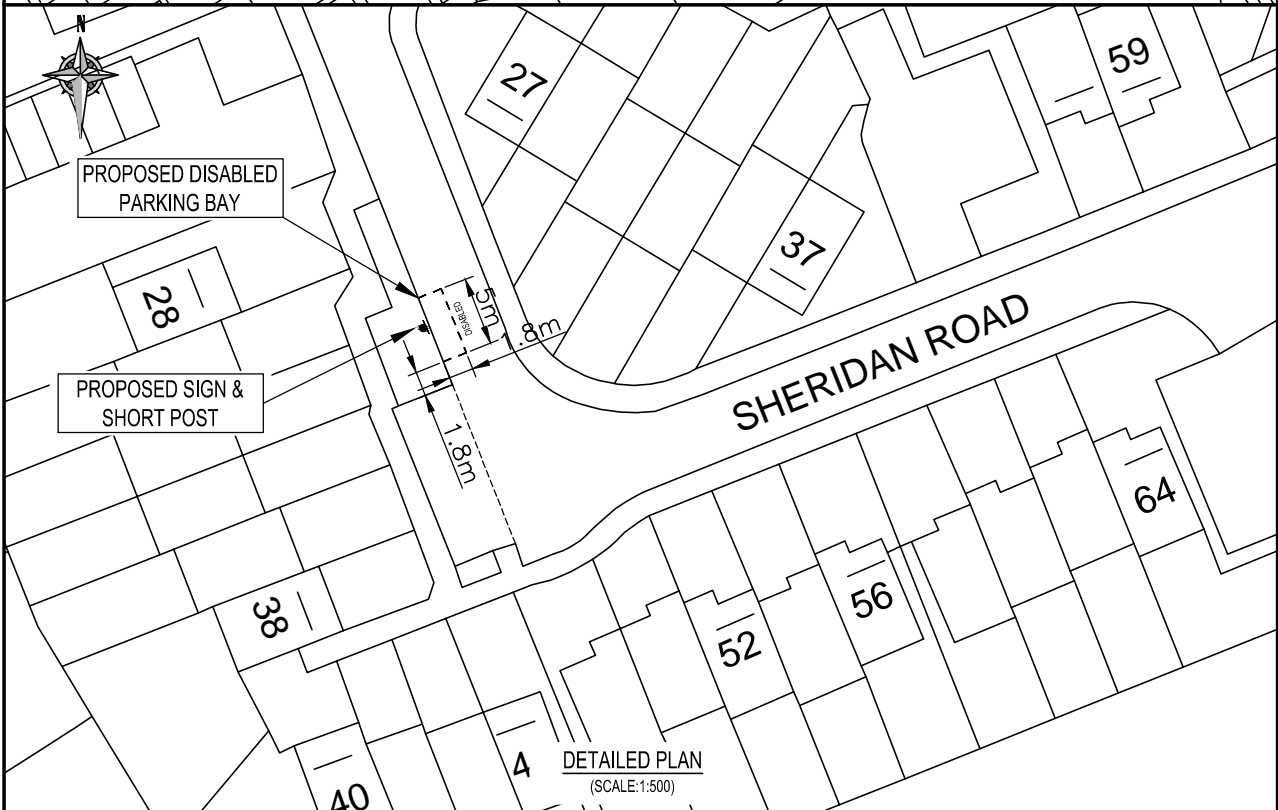 N
27
59
PROPOSED DISABLED
PARKING BAY
37
28
DISABLED
5m
1.8m
SHERIDAN ROAD
PROPOSED SIGN &
SHORT POST
1.8m
64
56
38
52
4
DETAILED PLAN
(SCALE:1:500)
40